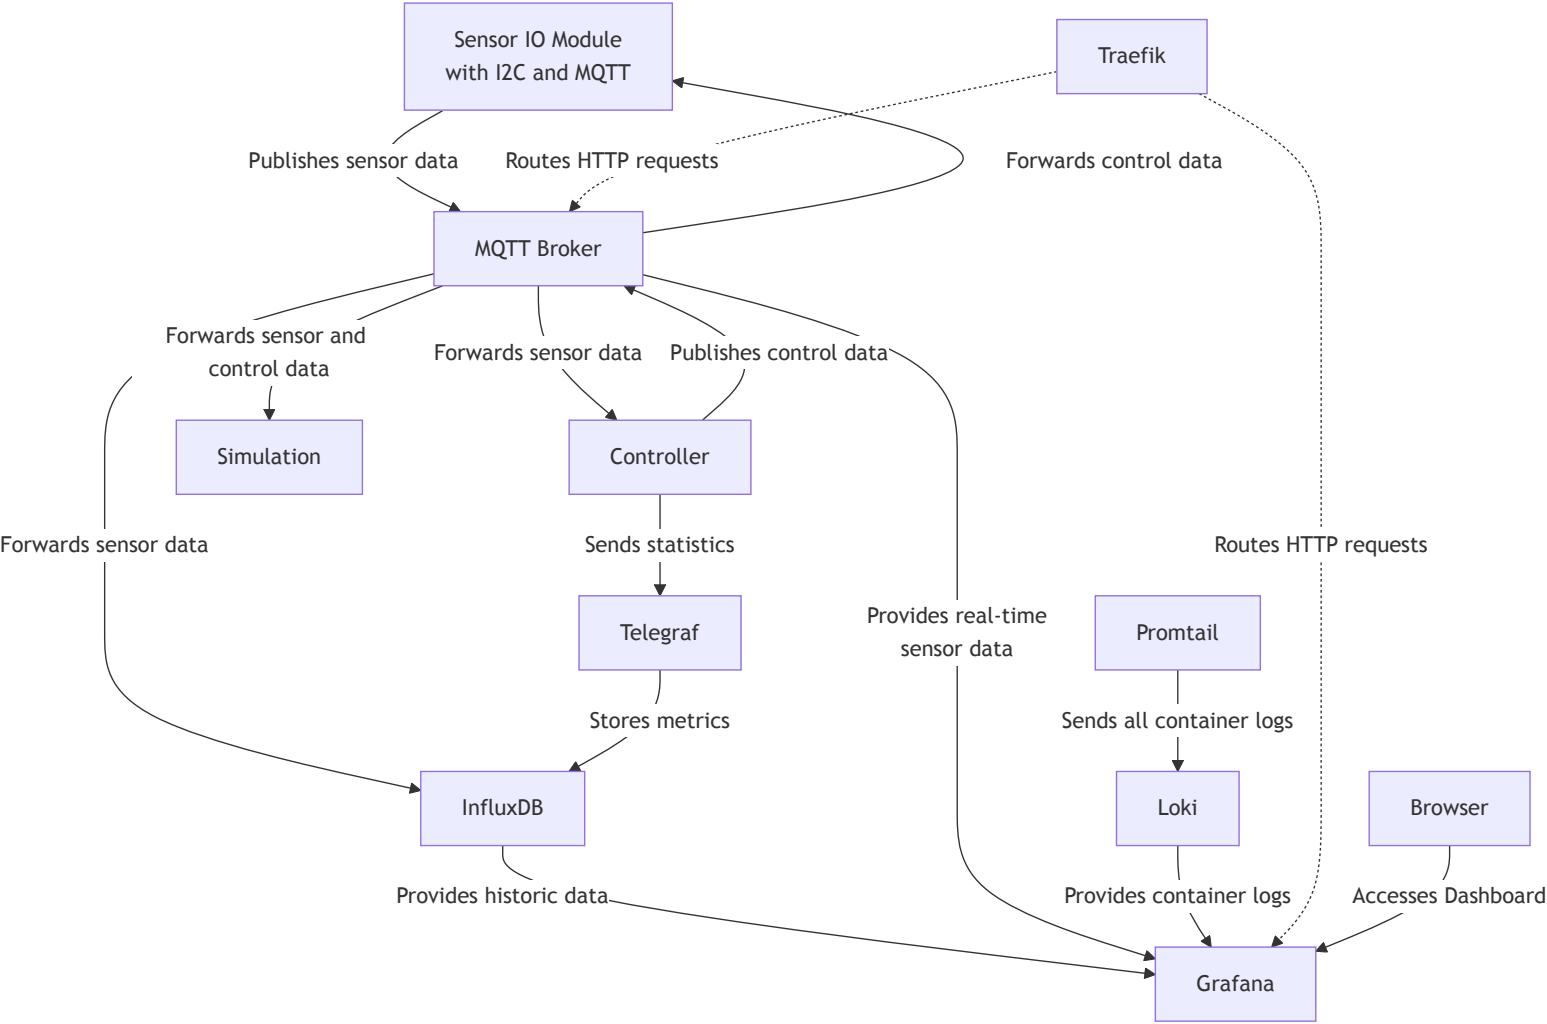 Sensor IO Module
with I2C and MQTT
Traefik
Publishes sensor data
Routes HTTP requests
Forwards control data
MQTT Broker
Forwards sensor and
control data
Forwards sensor data
Publishes control data
Simulation
Controller
Forwards sensor data
Sends statistics
Routes HTTP requests
Provides real-time
sensor data
Telegraf
Promtail
Stores metrics
Sends all container logs
InfluxDB
Loki
Browser
Provides historic data
Provides container logs
Accesses Dashboard
Grafana